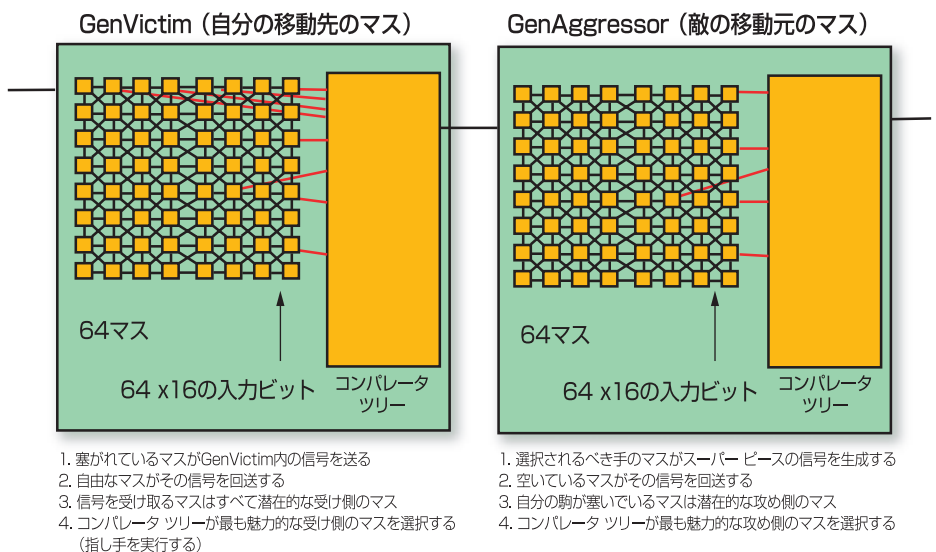 GenVictim（自分の移動先のマス）
64マス
64 x16の入力ビット
コンパレータ
ツリー
1. 塞がれているマスがGenVictim内の信号を送る
2. 自由なマスがその信号を回送する
3. 信号を受け取るマスはすべて潜在的な受け側のマス
4. コンパレータ ツリーが最も魅力的な受け側のマスを選択する
（指し手を実行する）
GenAggressor（敵の移動元のマス）
64マス
64 x16の入力ビット
コンパレータ
ツリー
1. 選択されるべき手のマスがスーパー ピースの信号を生成する
2. 空いているマスがその信号を回送する
3. 自分の駒が塞いでいるマスは潜在的な攻め側のマス
4. コンパレータ ツリーが最も魅力的な攻め側のマスを選択する